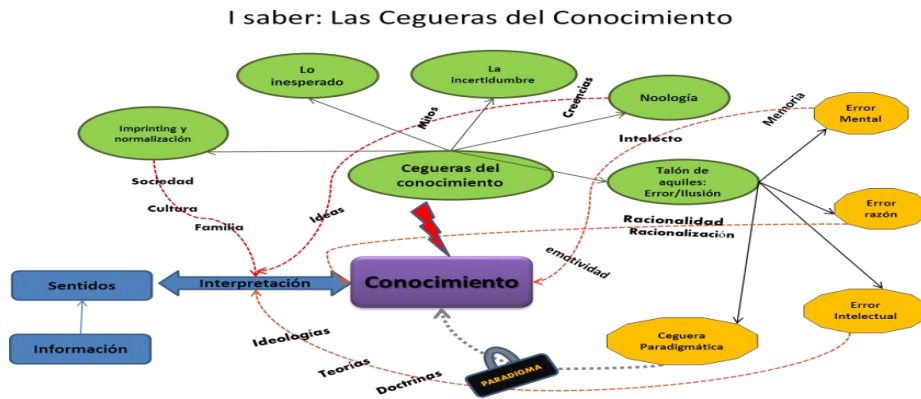 I saber: Las Cegueras del Conocimiento
Lo
inesperado
La
incertidumbre
Creencias
Noología
Mitos
Memoria
Error
Mental
Imprinting y
normalización
Intelecto
Cegueras del
conocimiento
Talón de
aquiles:
Error/Ilusión
Sociedad
Cultura
Familia
Ideas
Racionalidad
Racionalización
Error
razón
emotividad
Sentidos
Interpretación
Conocimiento
Información
Ideologías
Teorías
Doctrinas
PARADIGMA
Ceguera
Paradigmática
Error
Intelectual